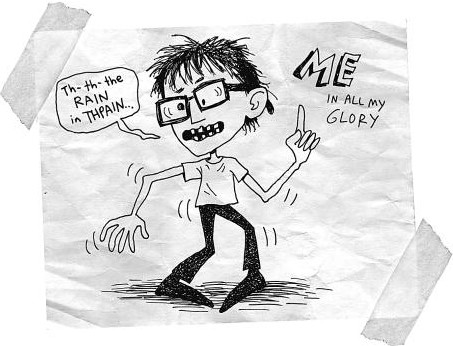 Th-th-the
RAIN
in THPAIN...
ME
IN ALL MY
GLORY